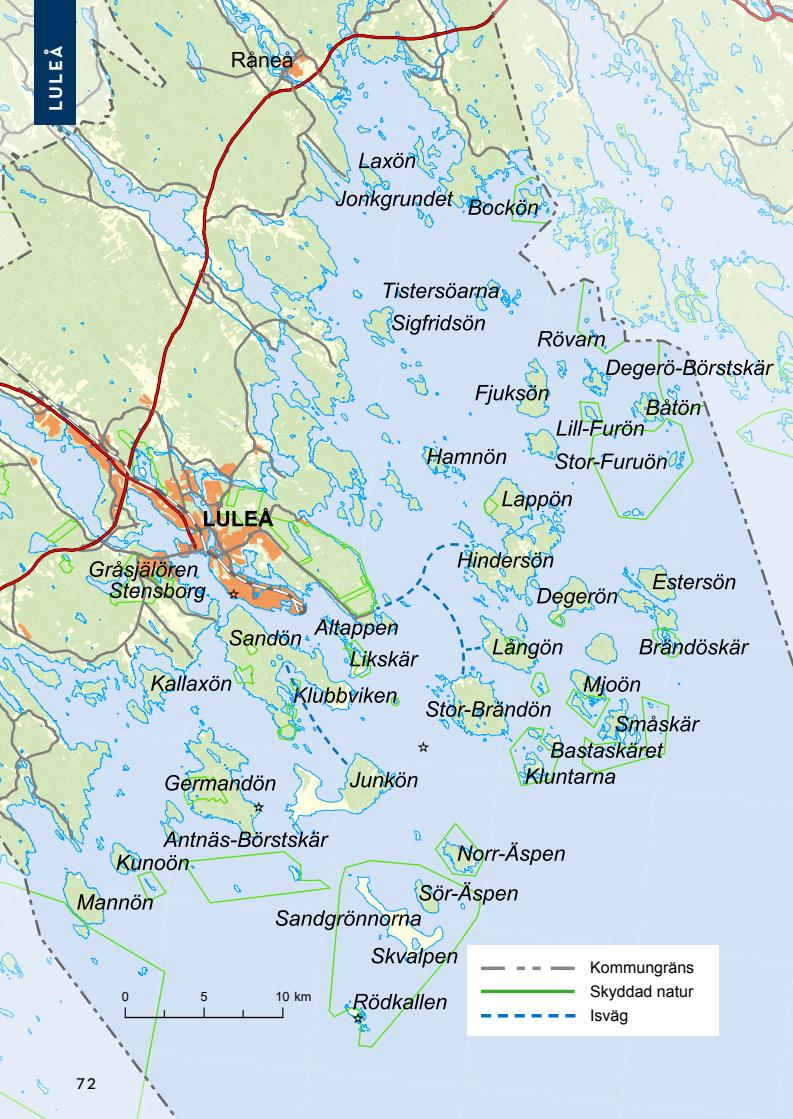 LULEÅ
Råneå
Laxön
Jonkgrundet
Bockön
Tistersöarna
Sigfridsön
Rövarn
Degerö-Börstskär
Fjuksön
Båtön
Lill-Furön
Hamnön
Stor-Furuön
Lappön
LULEÅ
Hindersön
Gråsjälören
Stensborg
Degerön
Estersön
Altappen
Sandön
Likskär
Långön
Brändöskär
Kallaxön
Klubbviken
Mjoön
Stor-Brändön
Småskär
Bastaskäret
Germandön
Junkön
Kluntarna
Antnäs-Börstskär
Kunoön
Norr-Äspen
Mannön
Sör-Äspen
Sandgrönnorna
Skvalpen
Rödkallen
0 5 10 km
Kommungräns
Skyddad natur
Isväg
72